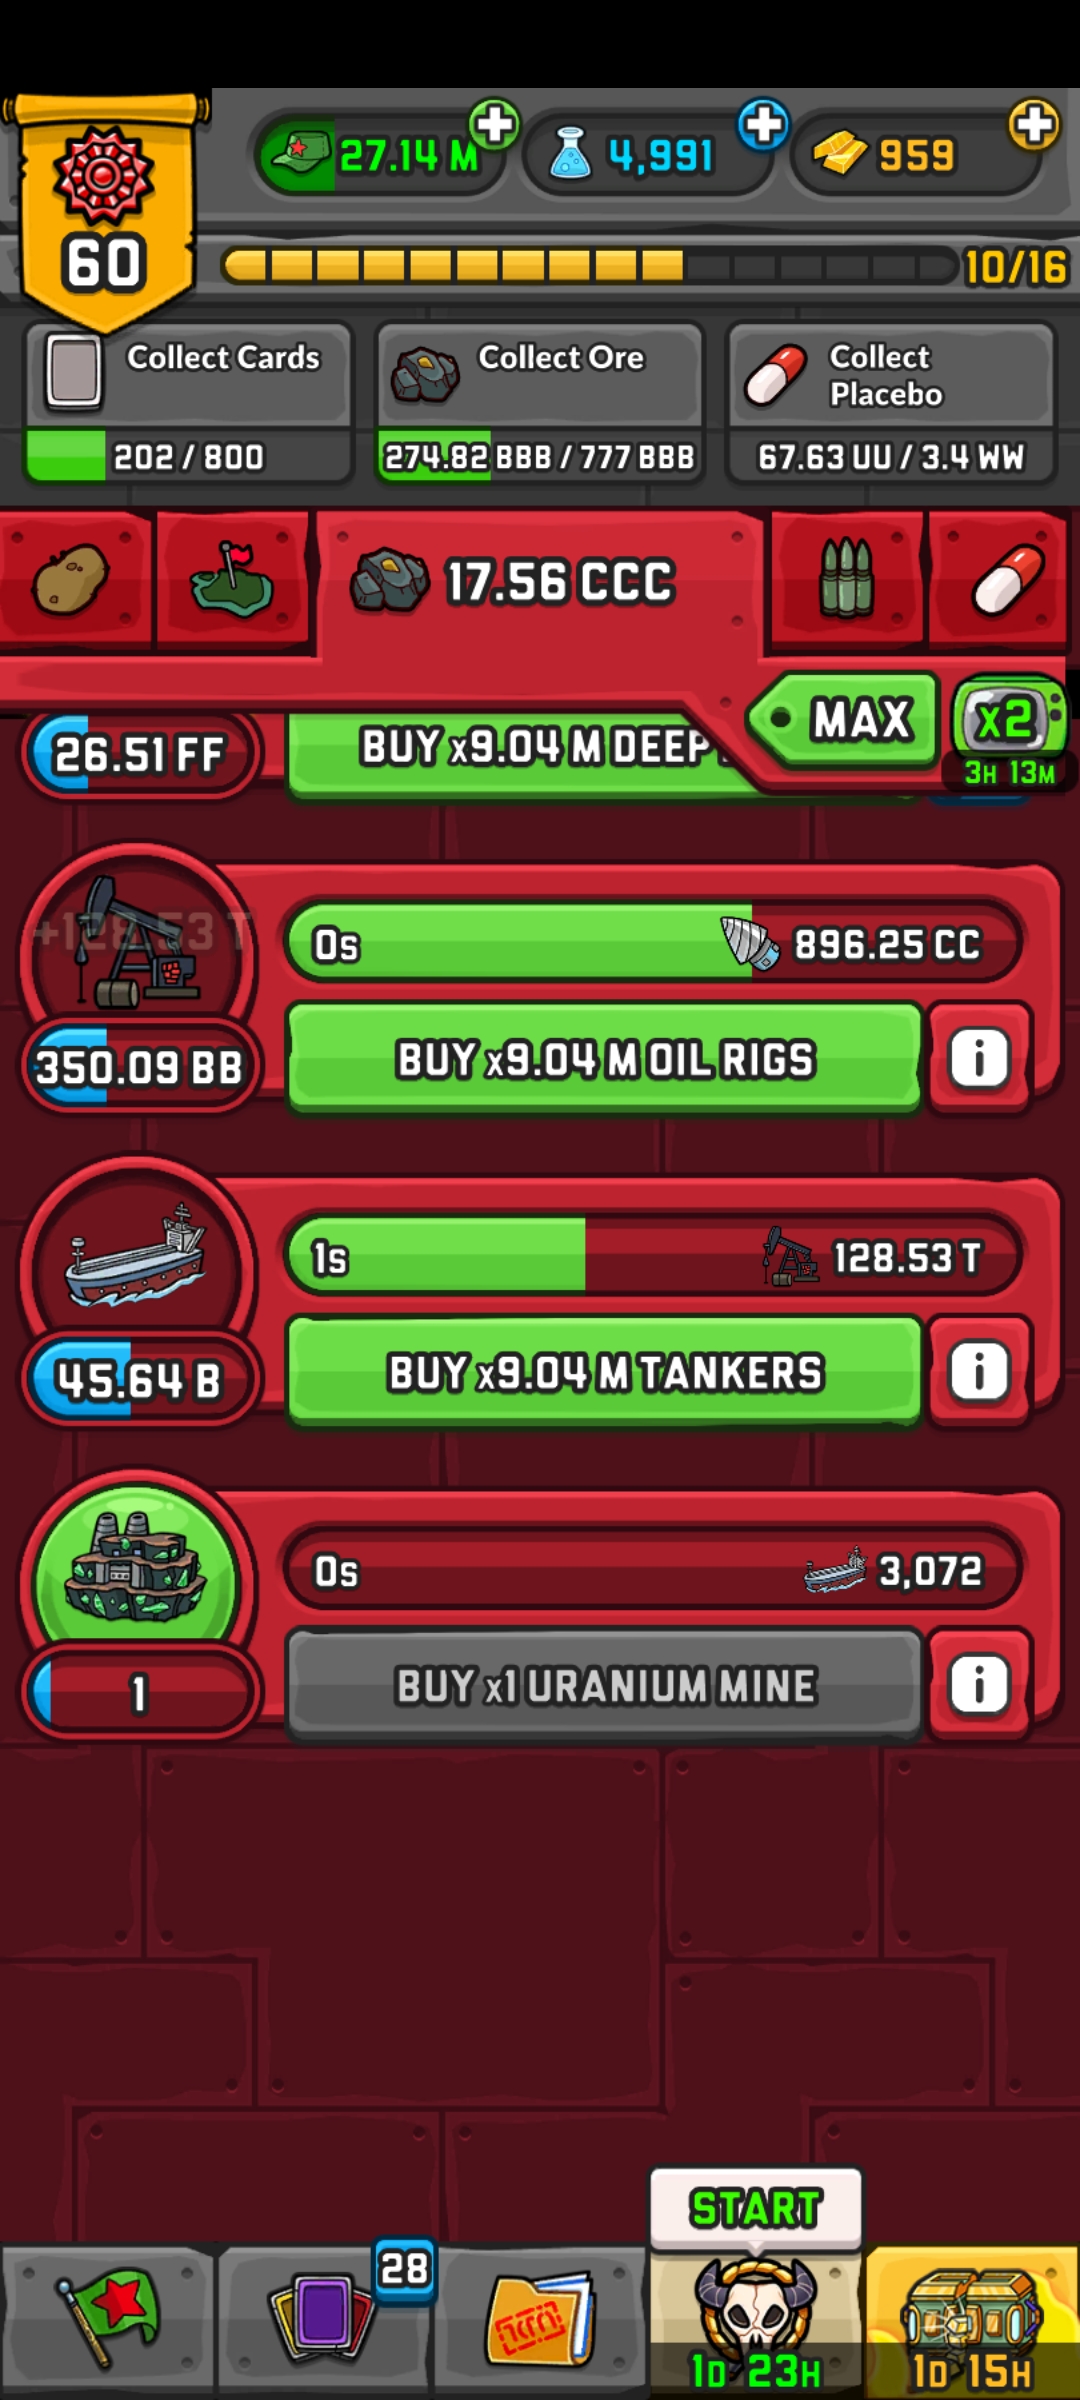 27.14 M
4,991
959
60
10/16
Collect Cards
202 / 800
Collect Ore
274.82 BBB / 777 BBB
Collect
Placebo
67.63 UU / 3.4 WW
17.56 CCC
MAX
x2
3H 13M
26.51 FF
BUY x9.04 M DEEP
+128.53 T
0s
896.25 CC
350.09 BB
BUY x9.04 M OIL RIGS
i
1s
128.53 T
45.64 B
BUY x9.04 M TANKERS
i
0s
3,072
1
BUY x1 URANIUM MINE
i
START
28
1D 23H
1D 15H